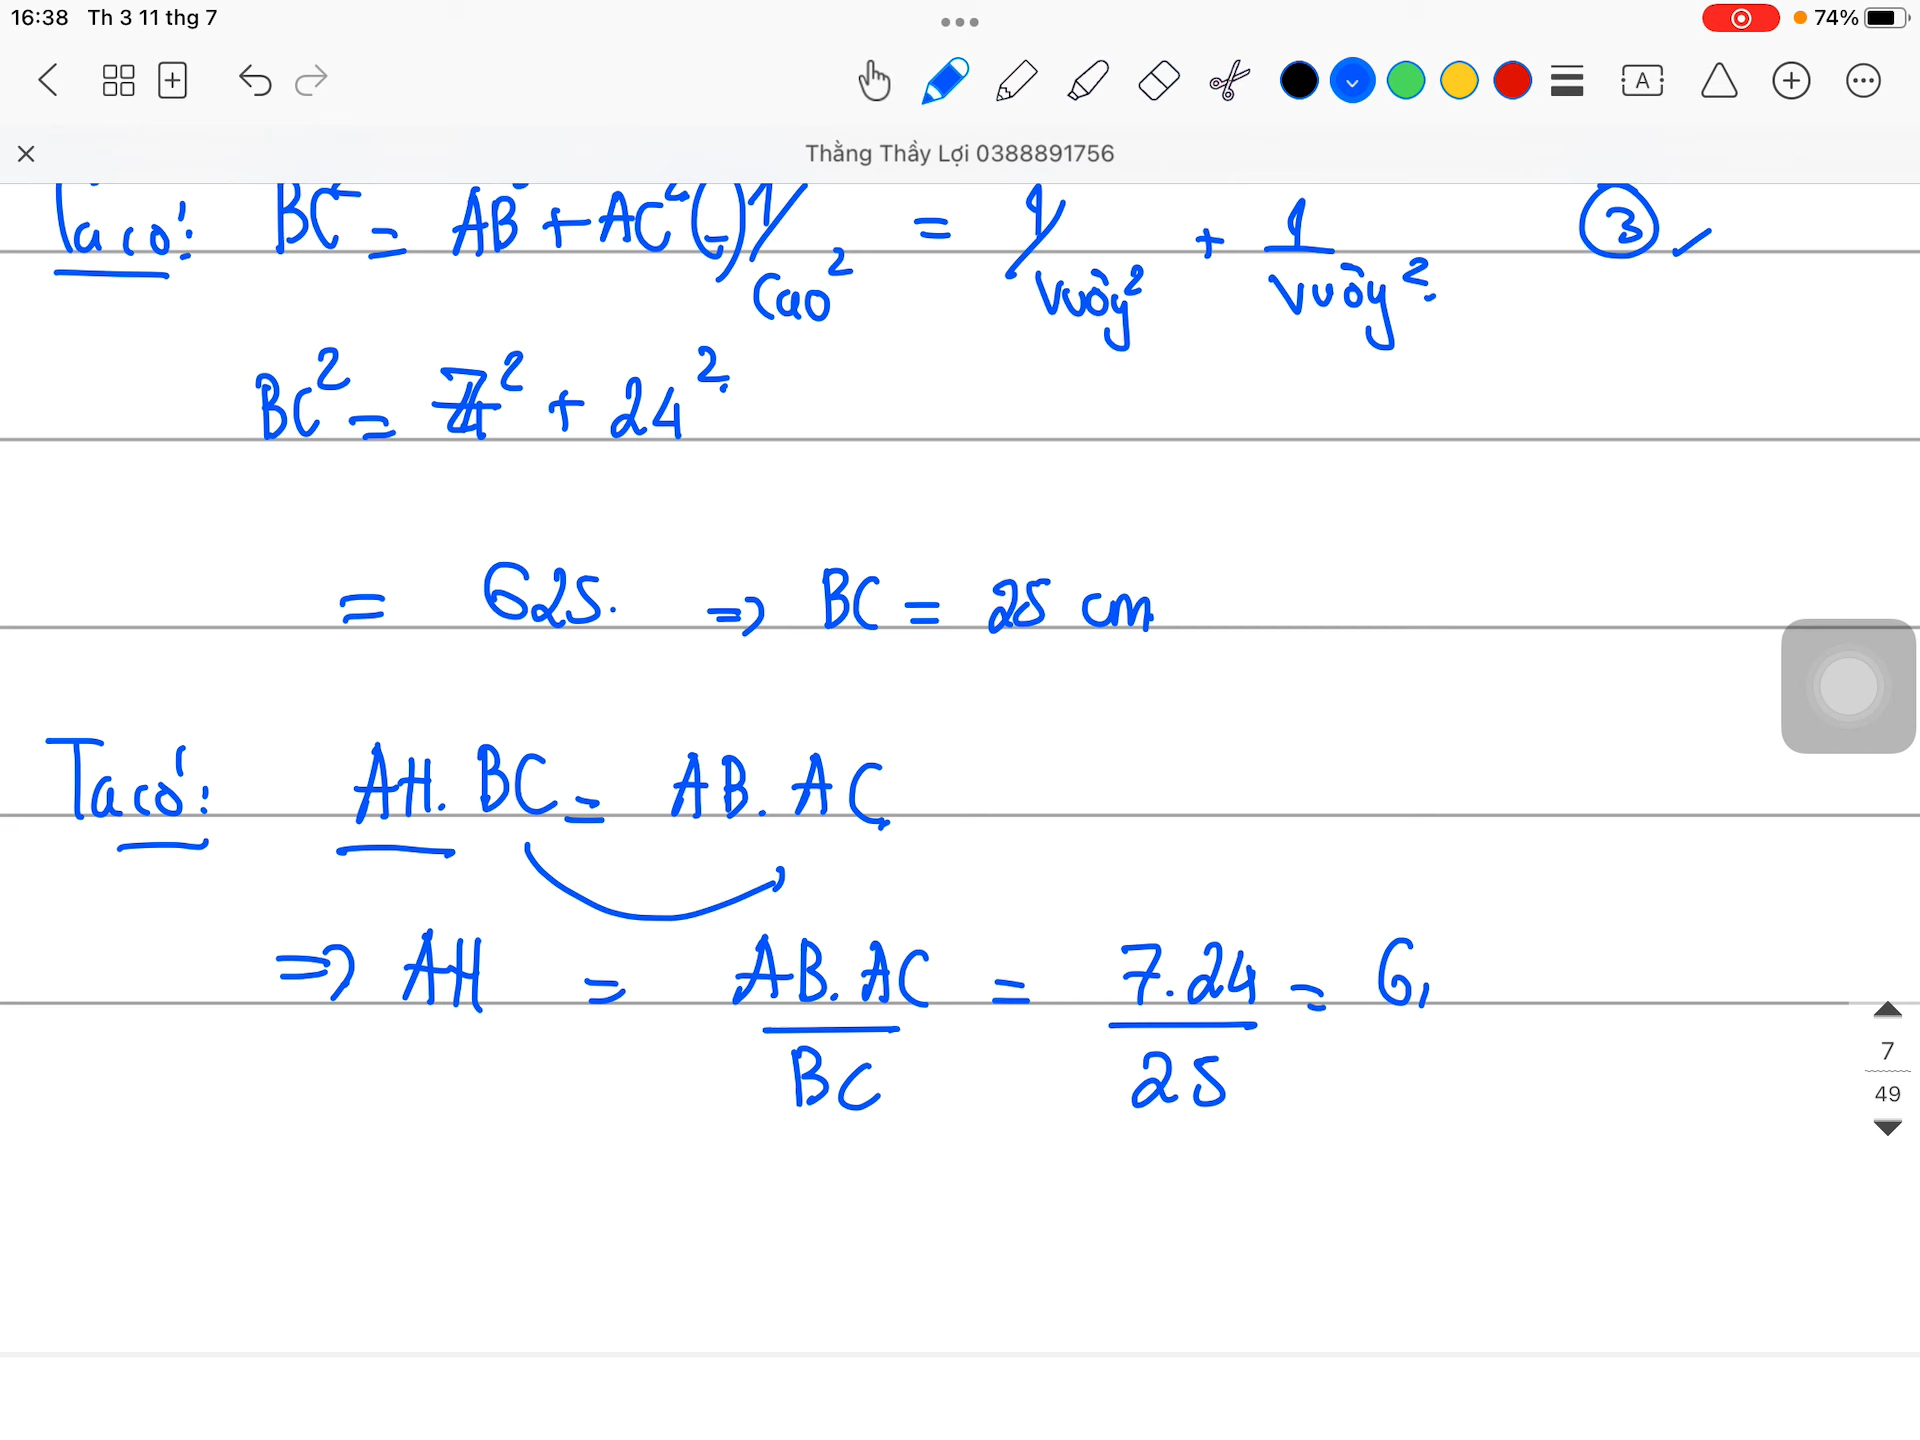 16:38 Th 3 11 thg 7 74%
A
Thắng Thầy Lợi 0388891756
Ta có: BC² = AB² + AC² (-) 1/cao² = 1/vuông² + 1/vuông² ③
BC² = 7² + 24²
= 625. => BC = 25 cm
Ta có: AH. BC = AB. AC
=> AH = AB. AC / BC = 7.24 / 25 = 6,
7
49